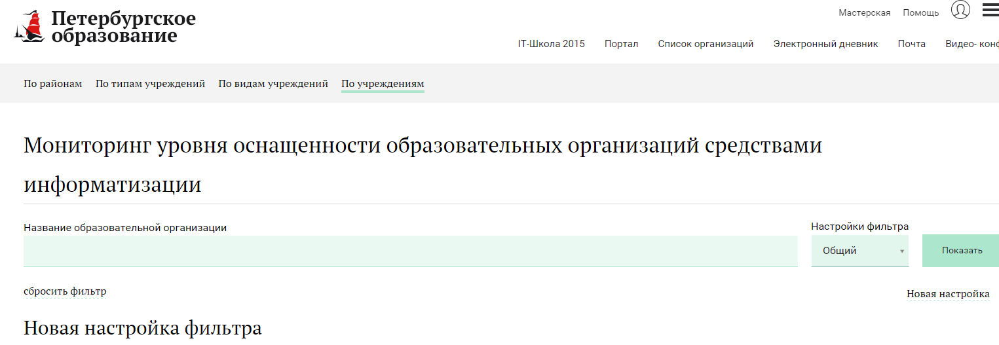 Петербургское
образование
Мастерская Помощь
IT-Школа 2015 Портал Список организаций Электронный дневник Почта Видео- кон
По районам По типам учреждений По видам учреждений По учреждениям
Мониторинг уровня оснащенности образовательных организаций средствами
информатизации
Название образовательной организации
Настройки фильтра
Общий
Показать
сбросить фильтр
Новая настройка
Новая настройка фильтра